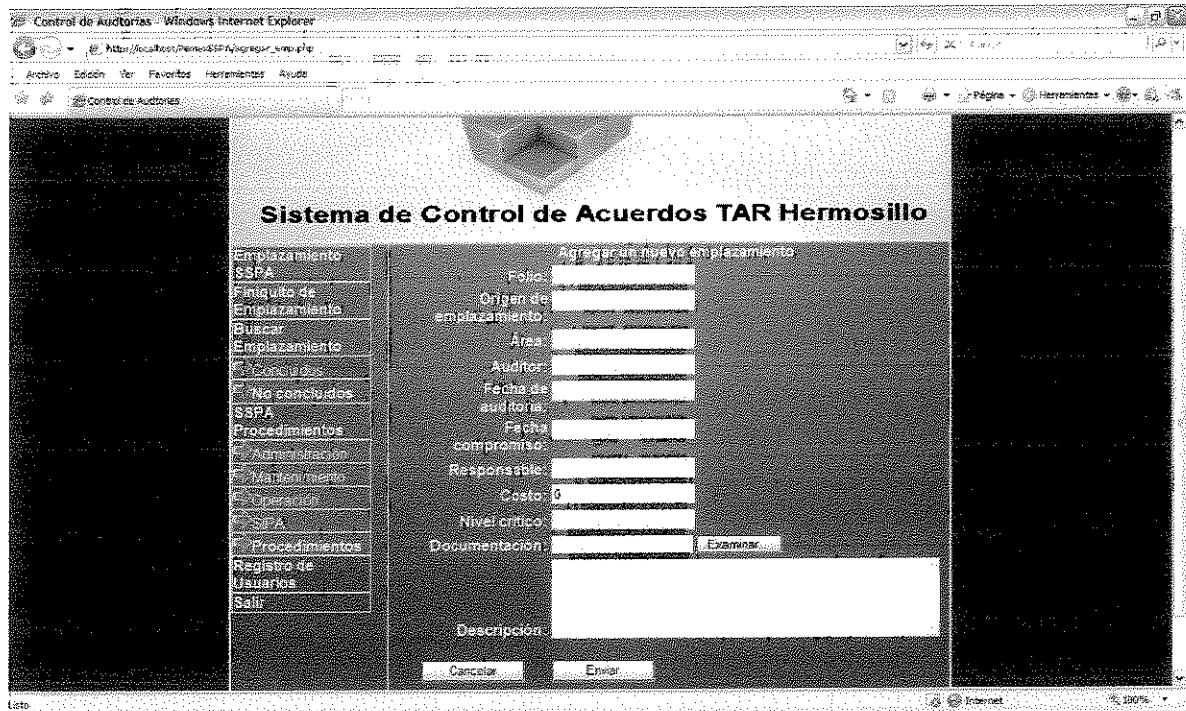 Control de Auditorias - Windows Internet Explorer
Archivo Edición Ver Favoritos Herramientas Ayuda
Control de Auditorias
Página Herramientas
Sistema de Control de Acuerdos TAR Hermosillo
Emplazamiento
SSPA
Finiquito de
Emplazamiento
Buscar
Emplazamiento
Concluidos
No concluidos
SSPA
Procedimientos
Administración
Mantenimiento
Operación
SIPA
Procedimientos
Registro de
Usuarios
Salir
Agregar un nuevo emplazamiento
Folio:
Origen de
emplazamiento:
Área:
Auditor:
Fecha de
auditoria:
Fecha
compromiso:
Responsable:
Costo: 0
Nivel critico:
Documentación: Examinar...
Descripción:
Cancelar Enviar
Listo Internet 100%